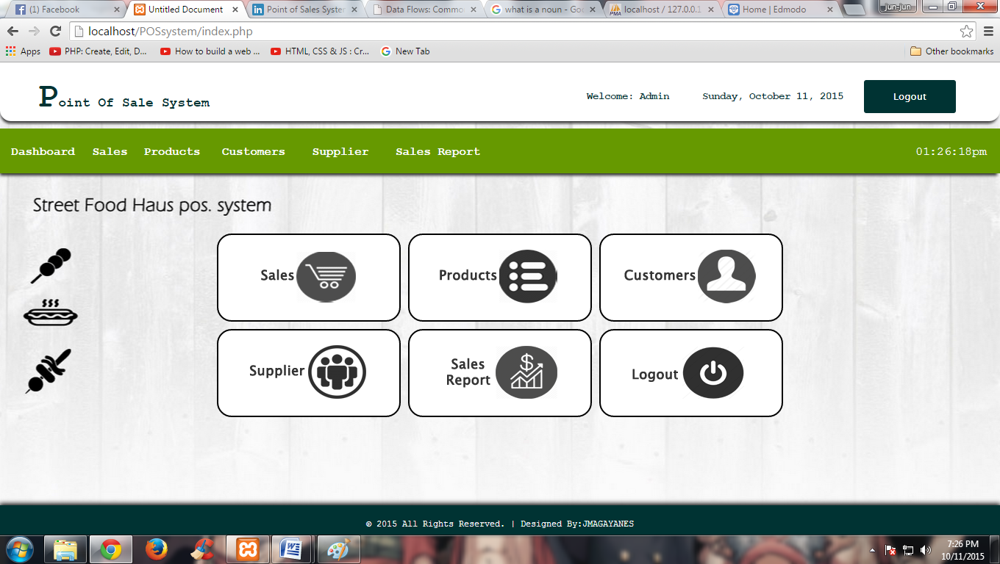 (1) Facebook
Untitled Document
Point of Sales Syster
Data Flows: Commo
what is a noun - Goo
localhost / 127.0.0.1
Home | Edmodo
jun-jun
localhost/POSsystem/index.php
Apps
PHP: Create, Edit, D...
How to build a web ...
HTML, CSS & JS : Cr...
New Tab
Other bookmarks
Point Of Sale System
Welcome: Admin
Sunday, October 11, 2015
Logout
Dashboard Sales Products Customers Supplier Sales Report
01:26:18pm
Street Food Haus pos. system
Sales
Products
Customers
Supplier
Sales
Report
Logout
© 2015 All Rights Reserved. | Designed By:JMAGAYANES
7:26 PM
10/11/2015